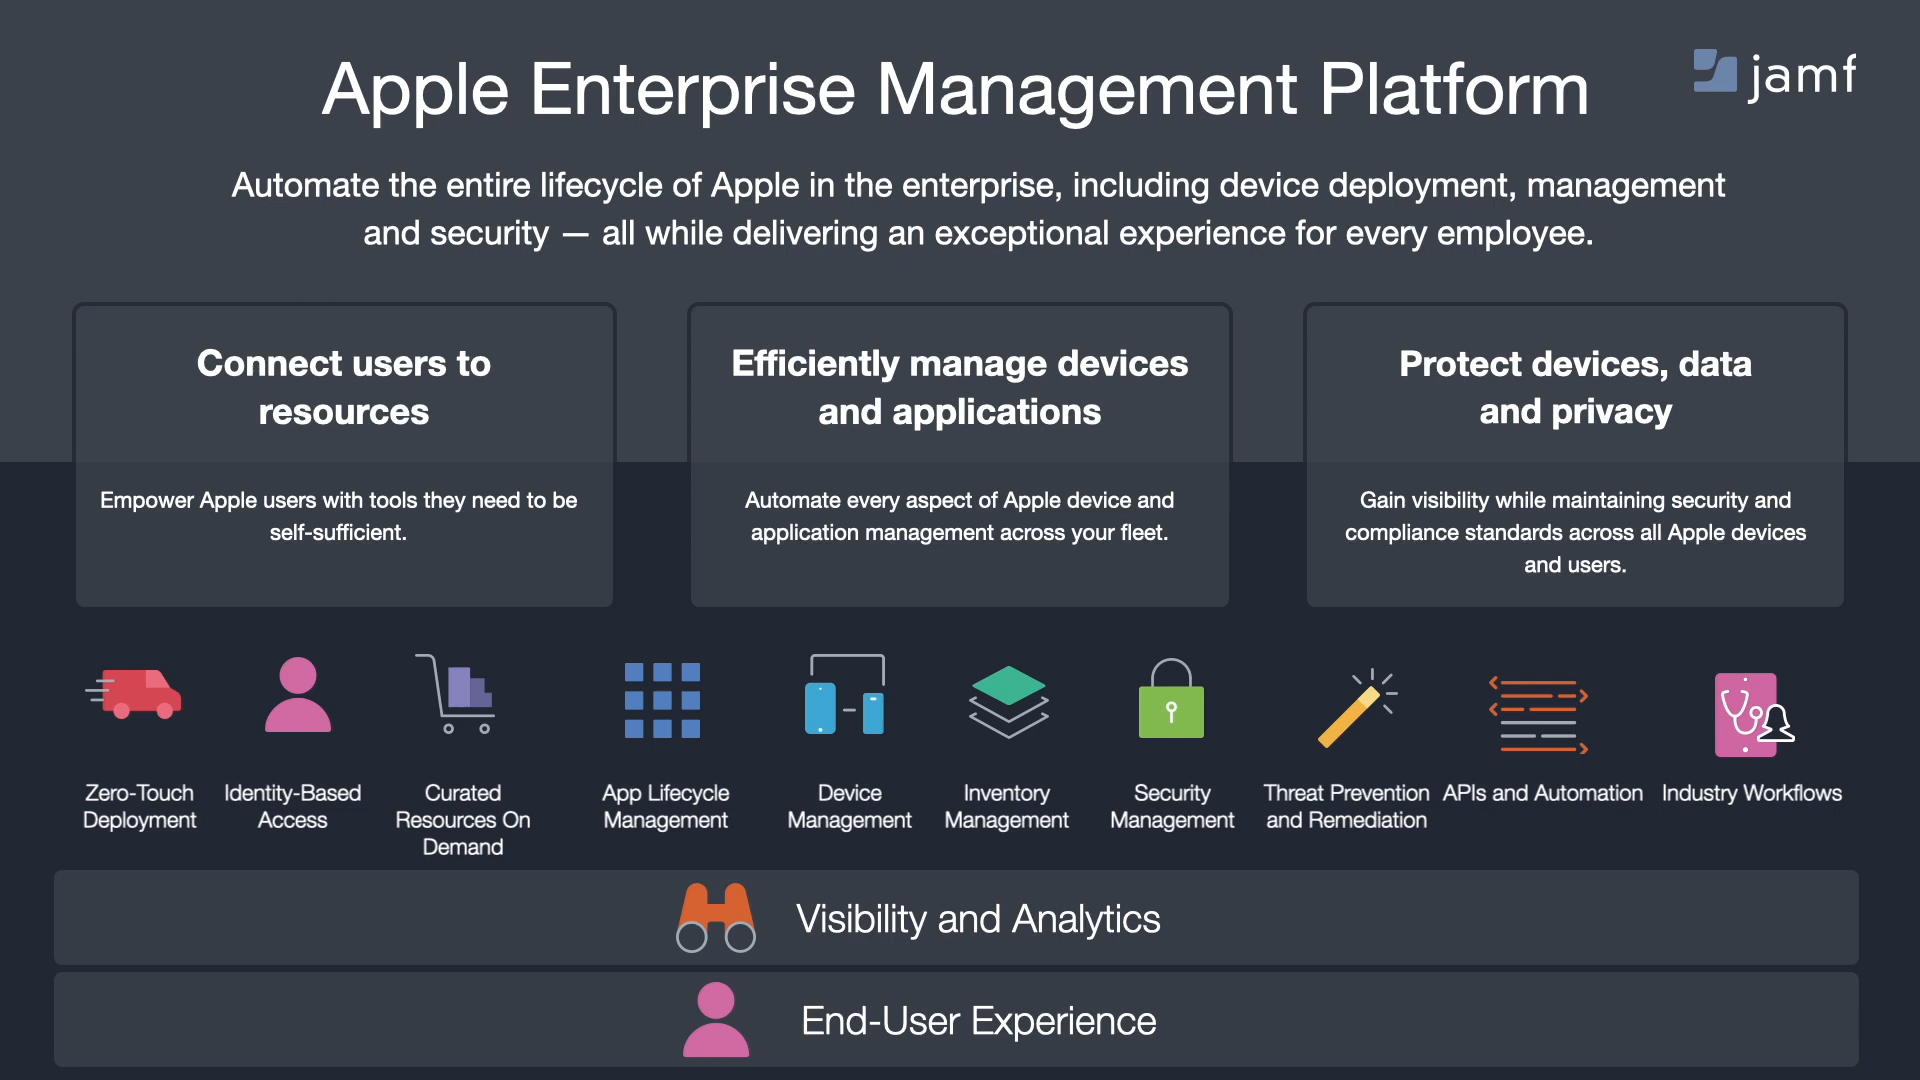 Apple Enterprise Management Platform
jamf
Automate the entire lifecycle of Apple in the enterprise, including device deployment, management
and security — all while delivering an exceptional experience for every employee.
Connect users to
resources
Empower Apple users with tools they need to be
self-sufficient.
Efficiently manage devices
and applications
Automate every aspect of Apple device and
application management across your fleet.
Protect devices, data
and privacy
Gain visibility while maintaining security and
compliance standards across all Apple devices
and users.
Zero-Touch
Deployment
Identity-Based
Access
Curated
Resources On
Demand
App Lifecycle
Management
Device
Management
Inventory
Management
Security
Management
Threat Prevention
and Remediation
APIs and Automation
Industry Workflows
Visibility and Analytics
End-User Experience